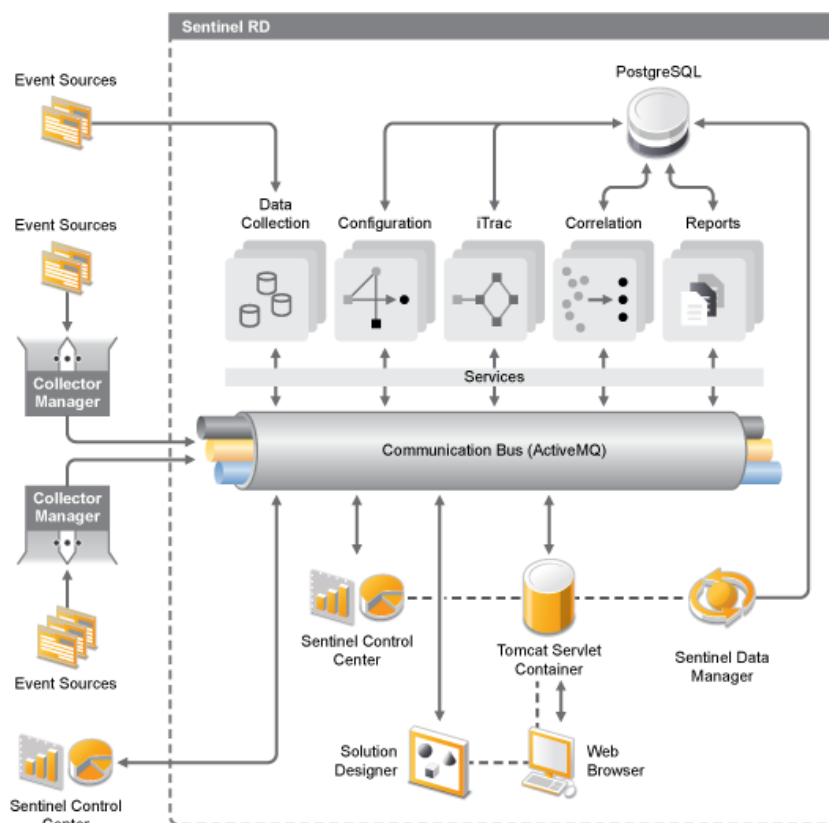 Sentinel RD
Event Sources
PostgreSQL
Event Sources
Data
Collection
Configuration
iTrac
Correlation
Reports
Collector
Manager
Services
Communication Bus (ActiveMQ)
Collector
Manager
Event Sources
Sentinel Control
Center
Tomcat Servlet
Container
Sentinel Data
Manager
Solution
Designer
Web
Browser
Sentinel Control
Center